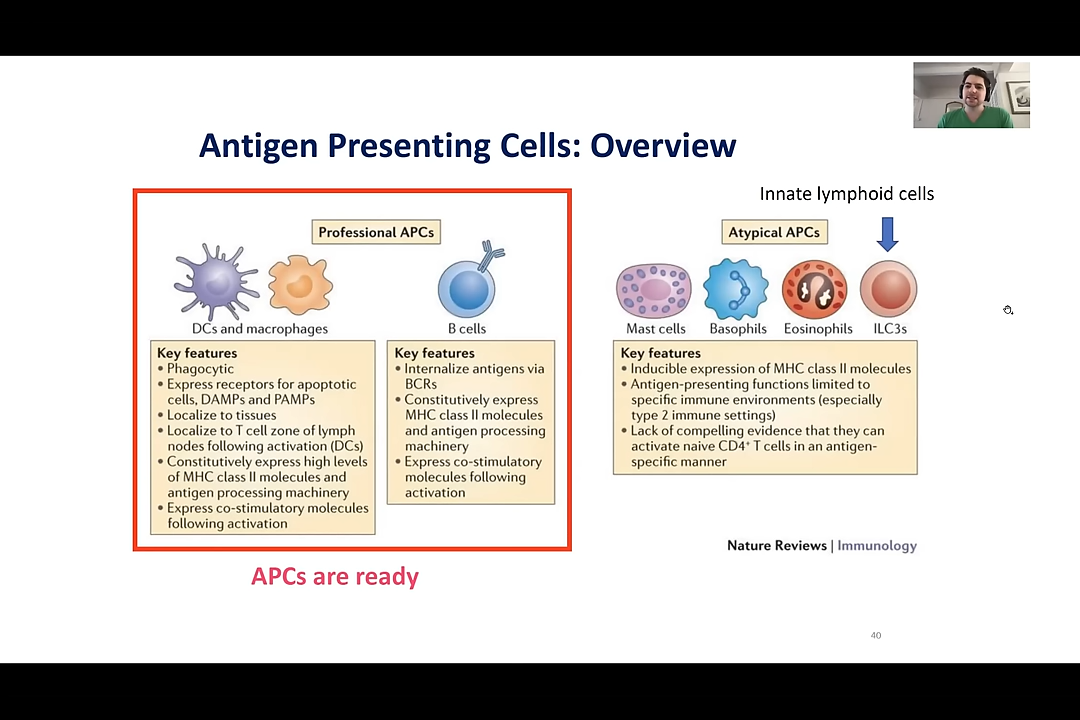 Antigen Presenting Cells: Overview
Innate lymphoid cells
Professional APCs
DCs and macrophages
B cells
Key features
• Phagocytic
• Express receptors for apoptotic
cells, DAMPs and PAMPs
• Localize to tissues
• Localize to T cell zone of lymph
nodes following activation (DCs)
• Constitutively express high levels
of MHC class II molecules and
antigen processing machinery
• Express co-stimulatory molecules
following activation
Key features
• Internalize antigens via
BCRs
• Constitutively express
MHC class II molecules
and antigen processing
machinery
• Express co-stimulatory
molecules following
activation
Atypical APCs
Mast cells
Basophils
Eosinophils
ILC3s
Key features
• Inducible expression of MHC class II molecules
• Antigen-presenting functions limited to
specific immune environments (especially
type 2 immune settings)
• Lack of compelling evidence that they can
activate naive CD4⁺ T cells in an antigen-
specific manner
Nature Reviews | Immunology
APCs are ready
40